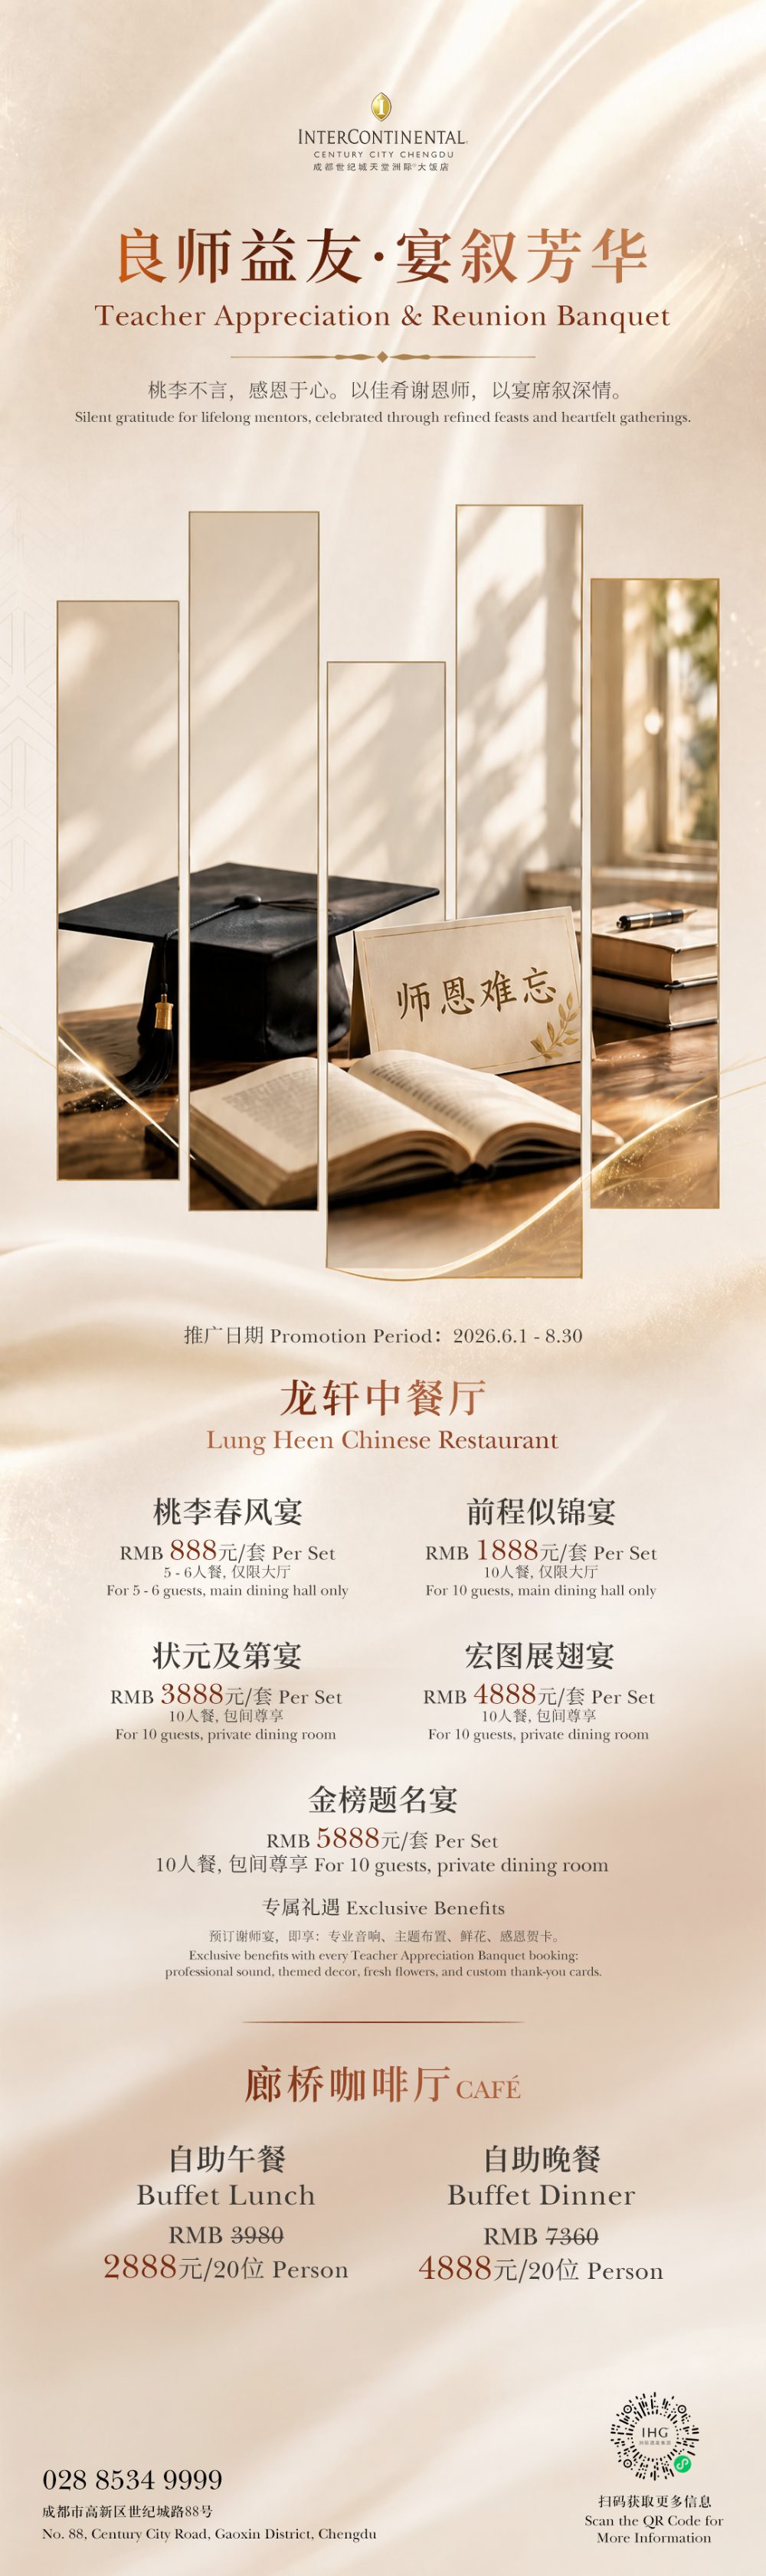 INTERCONTINENTAL
CENTURY CITY CHENGDU
成都世纪城天堂洲际®大饭店
良师益友·宴叙芳华
Teacher Appreciation & Reunion Banquet
桃李不言，感恩于心。以佳肴谢恩师，以宴席叙深情。
Silent gratitude for lifelong mentors, celebrated through refined feasts and heartfelt gatherings.
师恩难忘
推广日期 Promotion Period：2026.6.1 - 8.30
龙轩中餐厅
Lung Heen Chinese Restaurant
桃李春风宴
RMB 888元/套 Per Set
5 - 6人餐, 仅限大厅
For 5 - 6 guests, main dining hall only
前程似锦宴
RMB 1888元/套 Per Set
10人餐, 仅限大厅
For 10 guests, main dining hall only
状元及第宴
RMB 3888元/套 Per Set
10人餐, 包间尊享
For 10 guests, private dining room
宏图展翅宴
RMB 4888元/套 Per Set
10人餐, 包间尊享
For 10 guests, private dining room
金榜题名宴
RMB 5888元/套 Per Set
10人餐, 包间尊享 For 10 guests, private dining room
专属礼遇 Exclusive Benefits
预订谢师宴，即享：专业音响、主题布置、鲜花、感恩贺卡。
Exclusive benefits with every Teacher Appreciation Banquet booking:
professional sound, themed decor, fresh flowers, and custom thank-you cards.
廊桥咖啡厅 CAFÉ
自助午餐
Buffet Lunch
RMB 3980
2888元/20位 Person
自助晚餐
Buffet Dinner
RMB 7360
4888元/20位 Person
028 8534 9999
成都市高新区世纪城路88号
No. 88, Century City Road, Gaoxin District, Chengdu
IHG
扫码获取更多信息
Scan the QR Code for
More Information